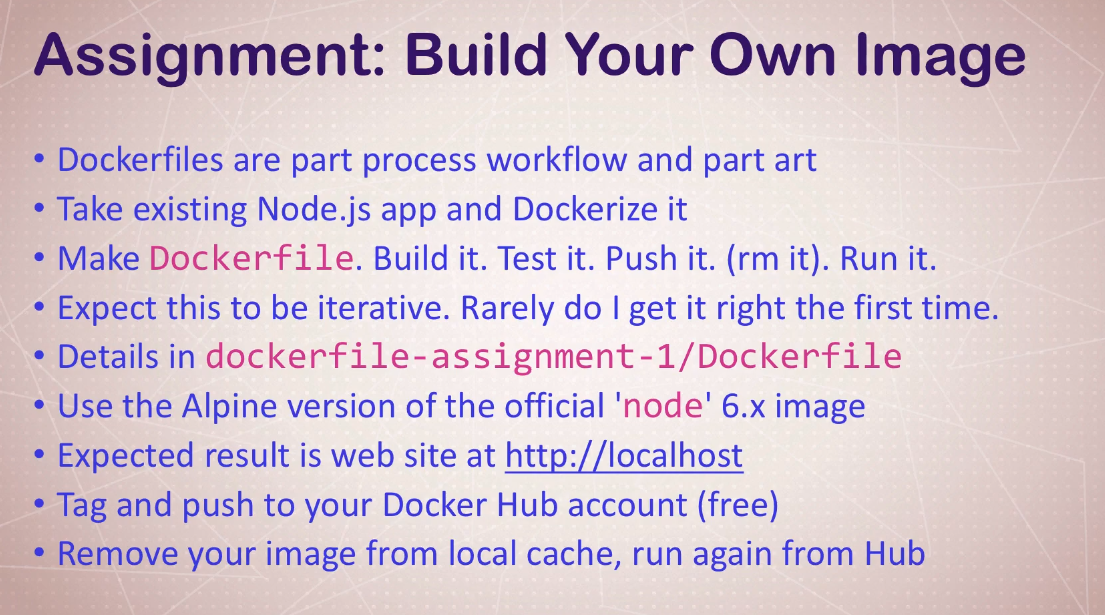 Assignment: Build Your Own Image
• Dockerfiles are part process workflow and part art
• Take existing Node.js app and Dockerize it
• Make Dockerfile. Build it. Test it. Push it. (rm it). Run it.
• Expect this to be iterative. Rarely do I get it right the first time.
• Details in dockerfile-assignment-1/Dockerfile
• Use the Alpine version of the official 'node' 6.x image
• Expected result is web site at http://localhost
• Tag and push to your Docker Hub account (free)
• Remove your image from local cache, run again from Hub